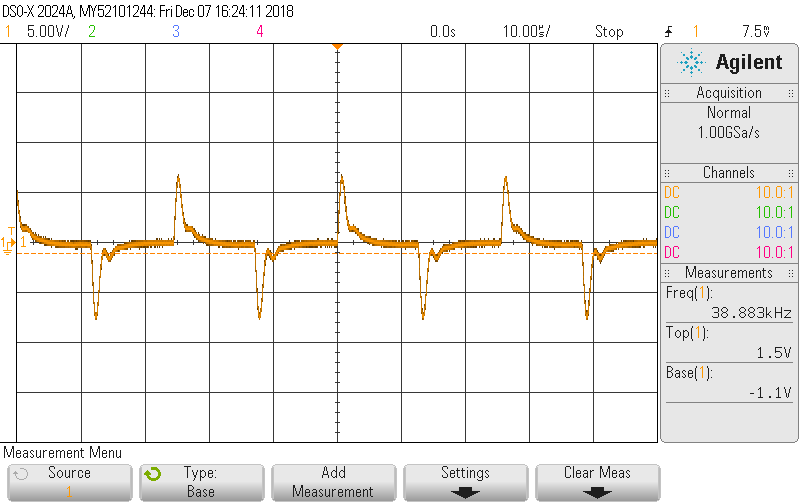 DSO-X 2024A, MY52101244: Fri Dec 07 16:24:11 2018
1 5.00V/ 2 3 4 0.0s 10.00us/ Stop 1 7.5V
Agilent
Acquisition
Normal
1.00GSa/s
Channels
DC 10.0:1
DC 10.0:1
DC 10.0:1
DC 10.0:1
Measurements
Freq(1):
38.883kHz
Top(1):
1.5V
Base(1):
-1.1V
T
1 1
Measurement Menu
Source
1
Type:
Base
Add
Measurement
Settings
Clear Meas